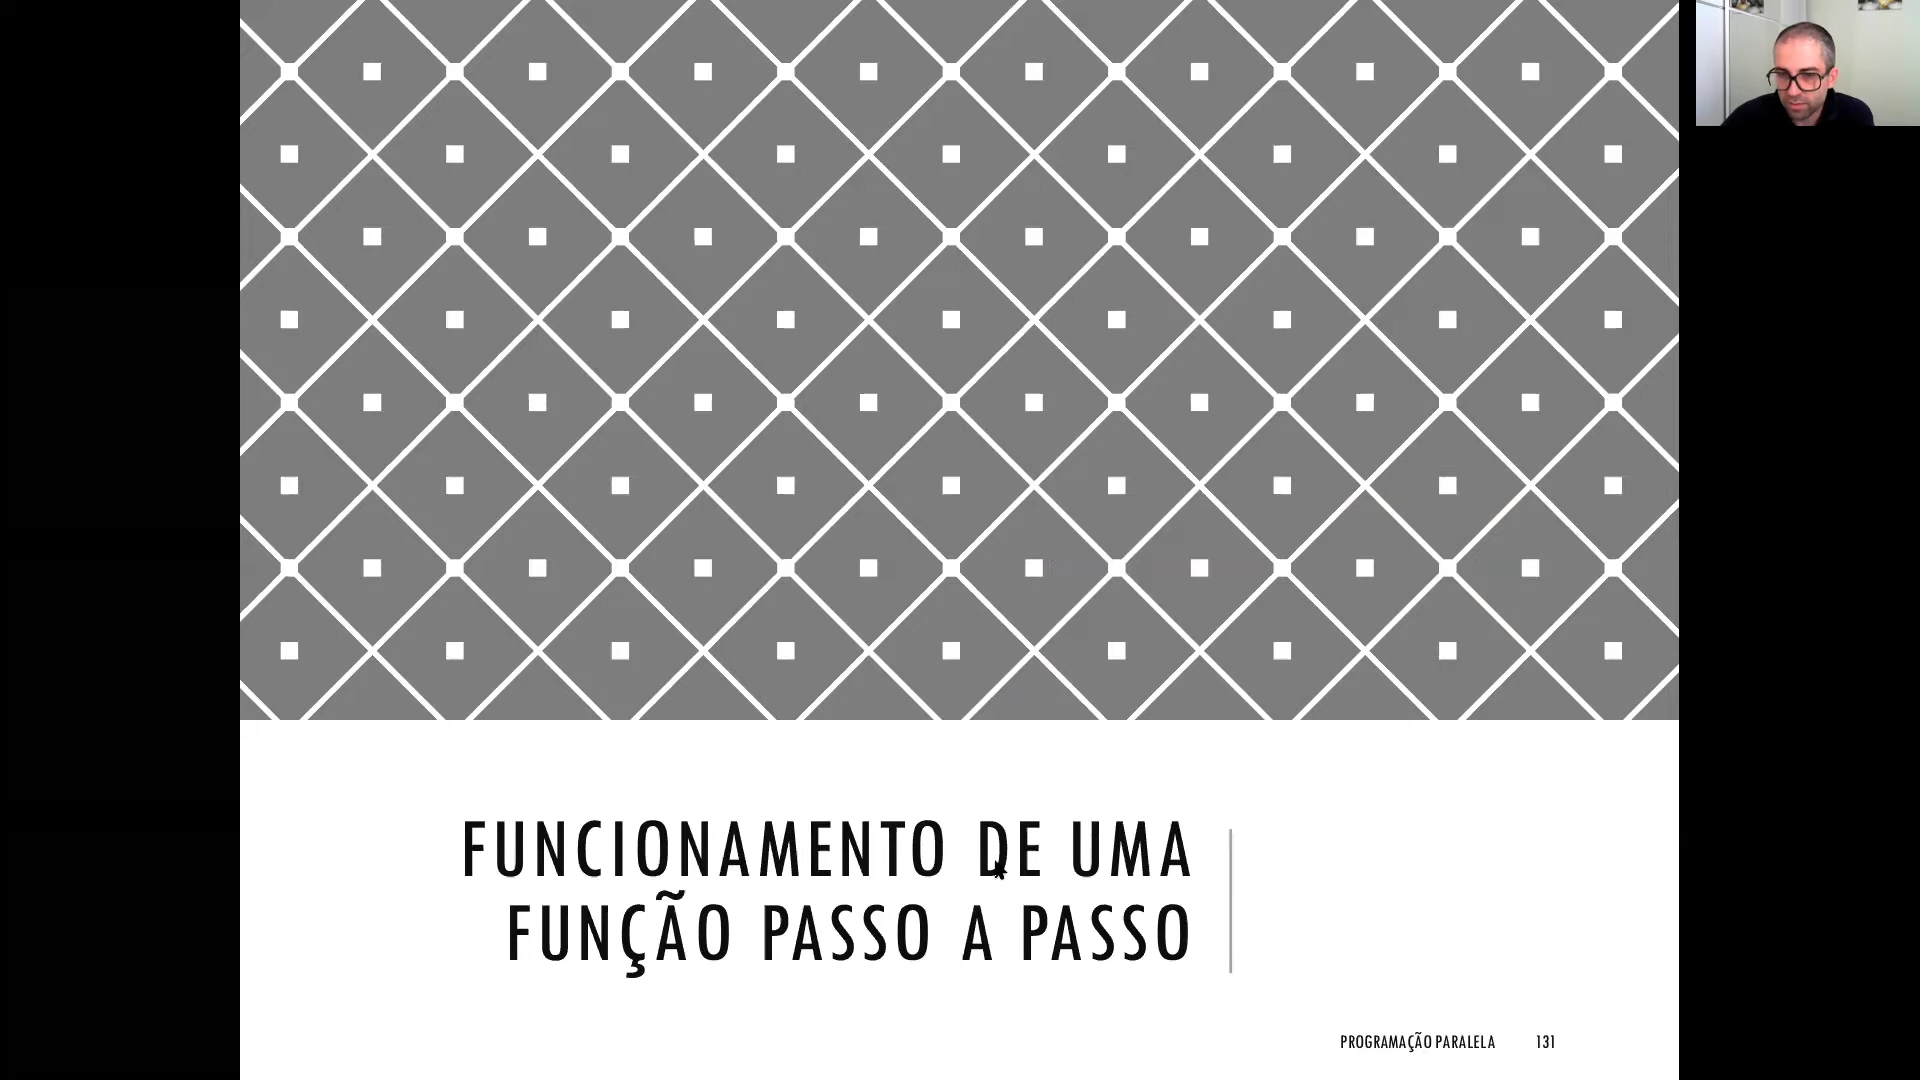 FUNCIONAMENTO DE UMA
FUNÇÃO PASSO A PASSO
PROGRAMAÇÃO PARALELA 131